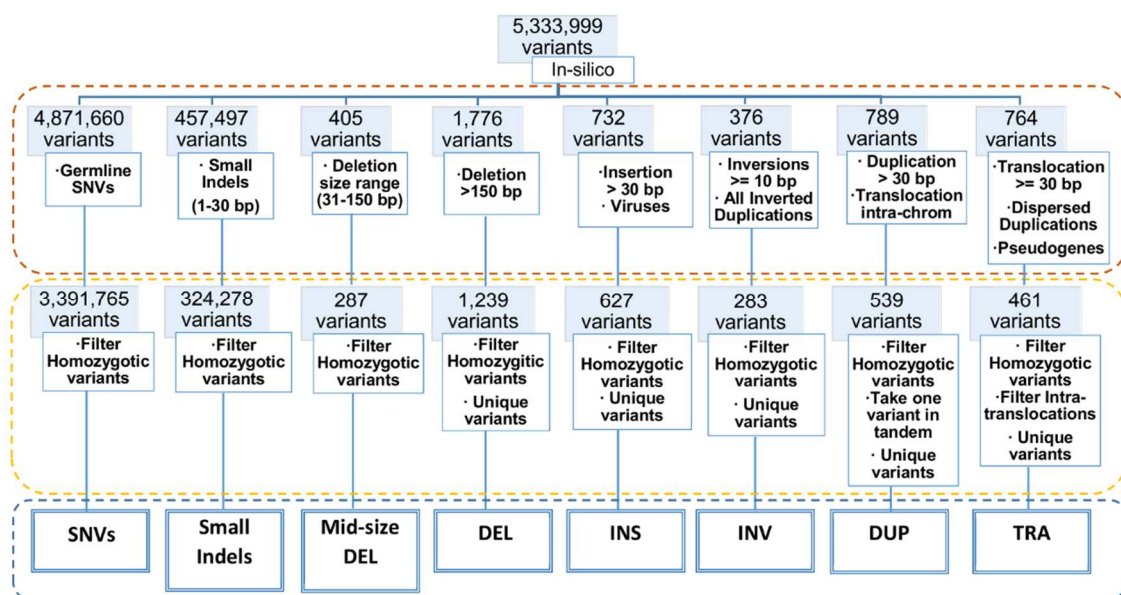 5,333,999
variants
In-silico
4,871,660
variants
·Germline
SNVs
457,497
variants
· Small
Indels
(1-30 bp)
405
variants
· Deletion
size range
(31-150 bp)
1,776
variants
·Deletion
>150 bp
732
variants
·Insertion
> 30 bp
· Viruses
376
variants
· Inversions
>= 10 bp
· All Inverted
Duplications
789
variants
· Duplication
> 30 bp
·Translocation
intra-chrom
764
variants
·Translocation
>= 30 bp
· Dispersed
Duplications
·Pseudogenes
3,391,765
variants
·Filter
Homozygotic
variants
324,278
variants
·Filter
Homozygotic
variants
287
variants
·Filter
Homozygotic
variants
1,239
variants
·Filter
Homozygitic
variants
· Unique
variants
627
variants
· Filter
Homozygotic
variants
· Unique
variants
283
variants
· Filter
Homozygotic
variants
· Unique
variants
539
variants
· Filter
Homozygotic
variants
· Take one
variant in
tandem
· Unique
variants
461
variants
· Filter
Homozygotic
variants
·Filter Intra-
translocations
· Unique
variants
SNVs
Small
Indels
Mid-size
DEL
DEL
INS
INV
DUP
TRA